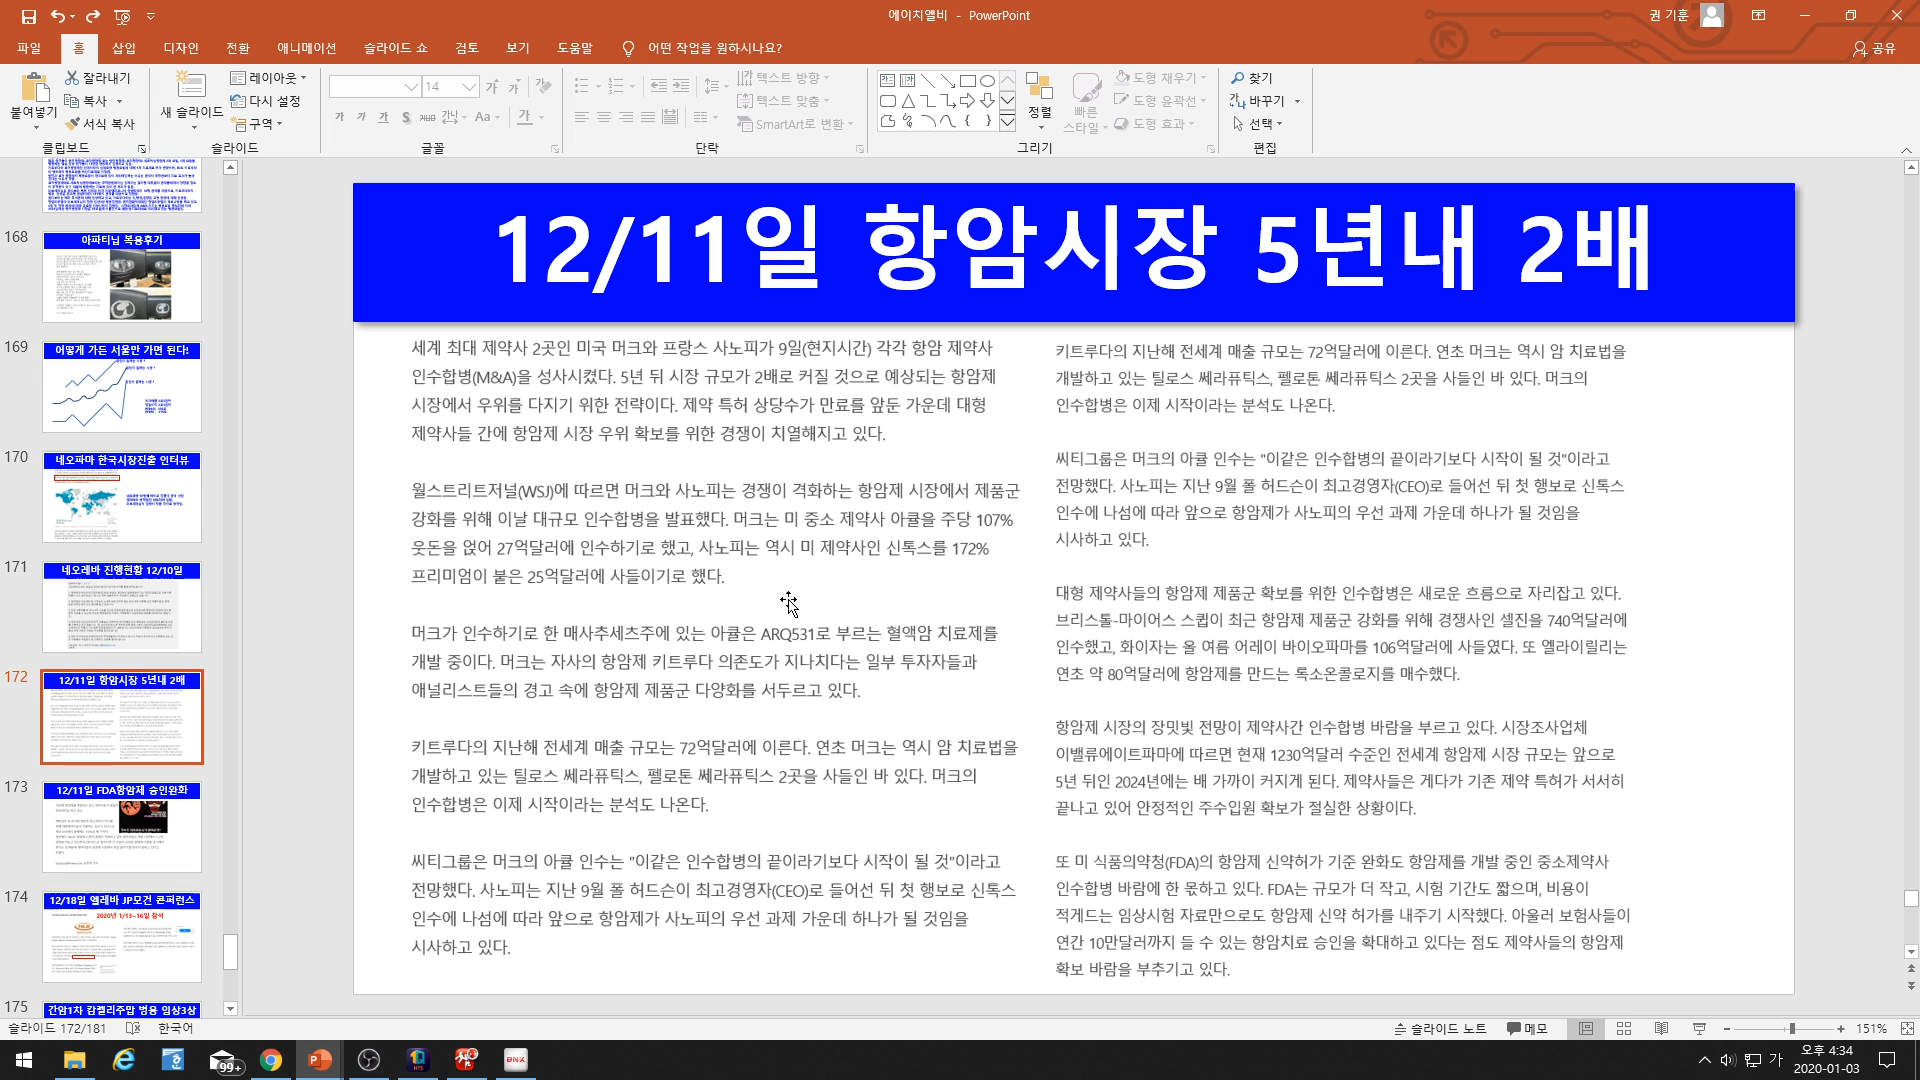 에이치엘비 - PowerPoint
권 기훈
파일
홈
삽입
디자인
전환
애니메이션
슬라이드 쇼
검토
보기
도움말
어떤 작업을 원하시나요?
공유
붙여넣기
잘라내기
복사
서식 복사
클립보드
새 슬라이드
레이아웃
다시 설정
구역
슬라이드
14
가 가
가 가 가 S 간 Aa 가
글꼴
텍스트 방향
텍스트 맞춤
SmartArt로 변환
단락
정렬
빠른
스타일
도형 채우기
도형 윤곽선
도형 효과
그리기
찾기
바꾸기
선택
편집
168
아파티닙 복용후기
169
어떻게 가든 서울만 가면 된다!
170
네오파마 한국시장진출 인터뷰
171
네오레바 진행현황 12/10일
172
12/11일 항암시장 5년내 2배
173
12/11일 FDA항암제 승인완화
174
12/18일 엘레바 JP모건 콘퍼런스
2020년 1/13~16일 참석
175
간암1차 캄렐리주맙 병용 임상3상
12/11일 항암시장 5년내 2배
세계 최대 제약사 2곳인 미국 머크와 프랑스 사노피가 9일(현지시간) 각각 항암 제약사
인수합병(M&A)을 성사시켰다. 5년 뒤 시장 규모가 2배로 커질 것으로 예상되는 항암제
시장에서 우위를 다지기 위한 전략이다. 제약 특허 상당수가 만료를 앞둔 가운데 대형
제약사들 간에 항암제 시장 우위 확보를 위한 경쟁이 치열해지고 있다.
월스트리트저널(WSJ)에 따르면 머크와 사노피는 경쟁이 격화하는 항암제 시장에서 제품군
강화를 위해 이날 대규모 인수합병을 발표했다. 머크는 미 중소 제약사 아큘을 주당 107%
웃돈을 얹어 27억달러에 인수하기로 했고, 사노피는 역시 미 제약사인 신톡스를 172%
프리미엄이 붙은 25억달러에 사들이기로 했다.
머크가 인수하기로 한 매사추세츠주에 있는 아큘은 ARQ531로 부르는 혈액암 치료제를
개발 중이다. 머크는 자사의 항암제 키트루다 의존도가 지나치다는 일부 투자자들과
애널리스트들의 경고 속에 항암제 제품군 다양화를 서두르고 있다.
키트루다의 지난해 전세계 매출 규모는 72억달러에 이른다. 연초 머크는 역시 암 치료법을
개발하고 있는 틸로스 쎄라퓨틱스, 펠로톤 쎄라퓨틱스 2곳을 사들인 바 있다. 머크의
인수합병은 이제 시작이라는 분석도 나온다.
씨티그룹은 머크의 아큘 인수는 "이같은 인수합병의 끝이라기보다 시작이 될 것"이라고
전망했다. 사노피는 지난 9월 폴 허드슨이 최고경영자(CEO)로 들어선 뒤 첫 행보로 신톡스
인수에 나섬에 따라 앞으로 항암제가 사노피의 우선 과제 가운데 하나가 될 것임을
시사하고 있다.
키트루다의 지난해 전세계 매출 규모는 72억달러에 이른다. 연초 머크는 역시 암 치료법을
개발하고 있는 틸로스 쎄라퓨틱스, 펠로톤 쎄라퓨틱스 2곳을 사들인 바 있다. 머크의
인수합병은 이제 시작이라는 분석도 나온다.
씨티그룹은 머크의 아큘 인수는 "이같은 인수합병의 끝이라기보다 시작이 될 것"이라고
전망했다. 사노피는 지난 9월 폴 허드슨이 최고경영자(CEO)로 들어선 뒤 첫 행보로 신톡스
인수에 나섬에 따라 앞으로 항암제가 사노피의 우선 과제 가운데 하나가 될 것임을
시사하고 있다.
대형 제약사들의 항암제 제품군 확보를 위한 인수합병은 새로운 흐름으로 자리잡고 있다.
브리스톨-마이어스 스큅이 최근 항암제 제품군 강화를 위해 경쟁사인 셀진을 740억달러에
인수했고, 화이자는 올 여름 어레이 바이오파마를 106억달러에 사들였다. 또 엘라이릴리는
연초 약 80억달러에 항암제를 만드는 록소온콜로지를 매수했다.
항암제 시장의 장밋빛 전망이 제약사간 인수합병 바람을 부르고 있다. 시장조사업체
이밸류에이트파마에 따르면 현재 1230억달러 수준인 전세계 항암제 시장 규모는 앞으로
5년 뒤인 2024년에는 배 가까이 커지게 된다. 제약사들은 게다가 기존 제약 특허가 서서히
끝나고 있어 안정적인 주수입원 확보가 절실한 상황이다.
또 미 식품의약청(FDA)의 항암제 신약허가 기준 완화도 항암제를 개발 중인 중소제약사
인수합병 바람에 한 몫하고 있다. FDA는 규모가 더 작고, 시험 기간도 짧으며, 비용이
적게드는 임상시험 자료만으로도 항암제 신약 허가를 내주기 시작했다. 아울러 보험사들이
연간 10만달러까지 들 수 있는 항암치료 승인을 확대하고 있다는 점도 제약사들의 항암제
확보 바람을 부추기고 있다.
슬라이드 172/181
한국어
슬라이드 노트
메모
151%
99+
BNK
가
오후 4:34
2020-01-03